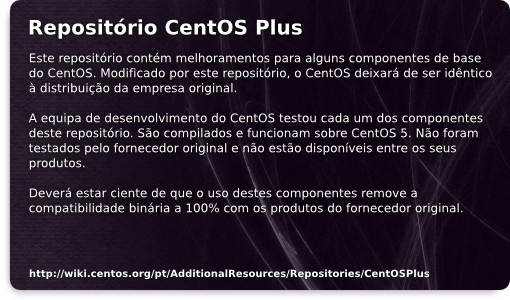 Repositório CentOS Plus
Este repositório contém melhoramentos para alguns componentes de base
do CentOS. Modificado por este repositório, o CentOS deixará de ser idêntico
à distribuição da empresa original.
A equipa de desenvolvimento do CentOS testou cada um dos componentes
deste repositório. São compilados e funcionam sobre CentOS 5. Não foram
testados pelo fornecedor original e não estão disponíveis entre os seus
produtos.
Deverá estar ciente de que o uso destes componentes remove a
compatibilidade binária a 100% com os produtos do fornecedor original.
http://wiki.centos.org/pt/AdditionalResources/Repositories/CentOSPlus